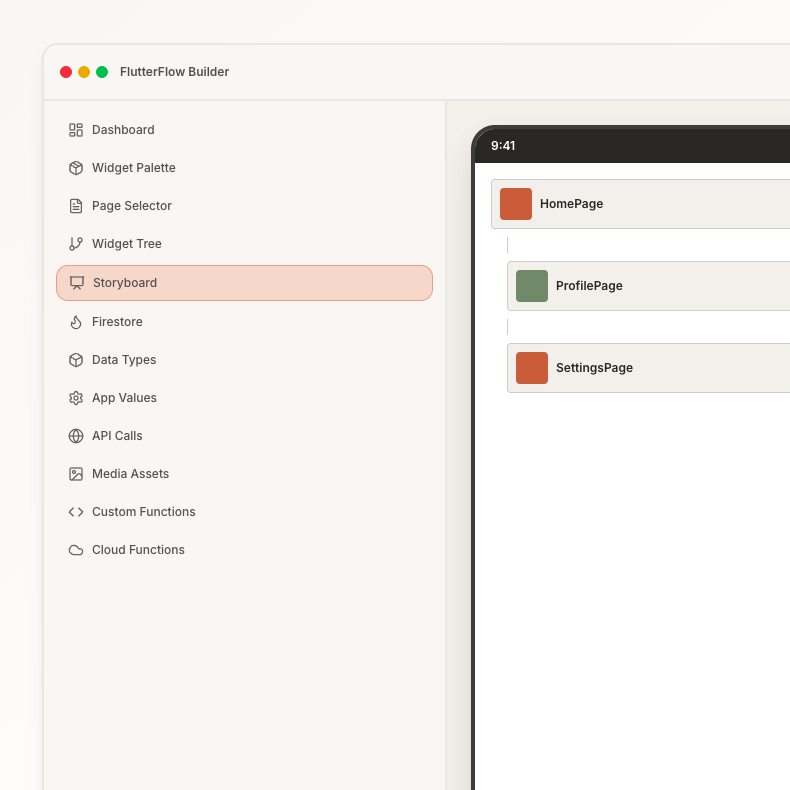 FlutterFlow Builder
Dashboard
Widget Palette
Page Selector
Widget Tree
Storyboard
Firestore
Data Types
App Values
API Calls
Media Assets
Custom Functions
Cloud Functions
9:41
HomePage
ProfilePage
SettingsPage